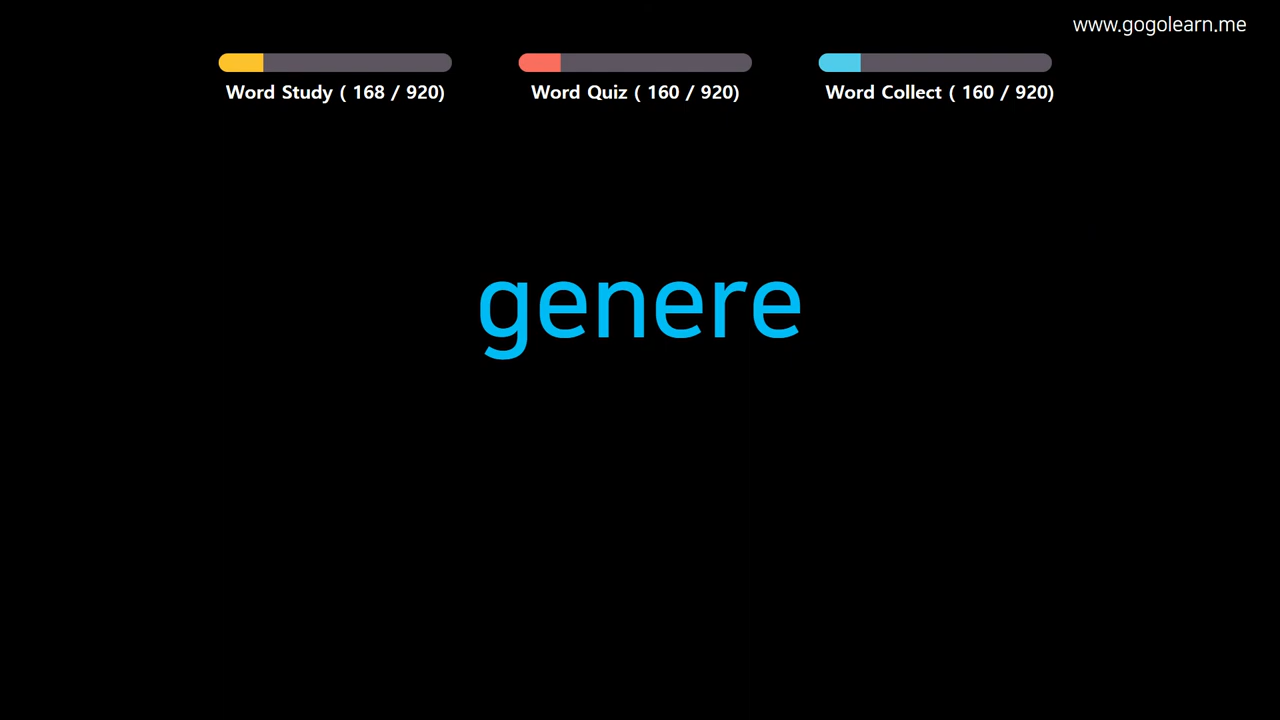 www.gogolearn.me
Word Study ( 168 / 920)
Word Quiz ( 160 / 920)
Word Collect ( 160 / 920)
genere